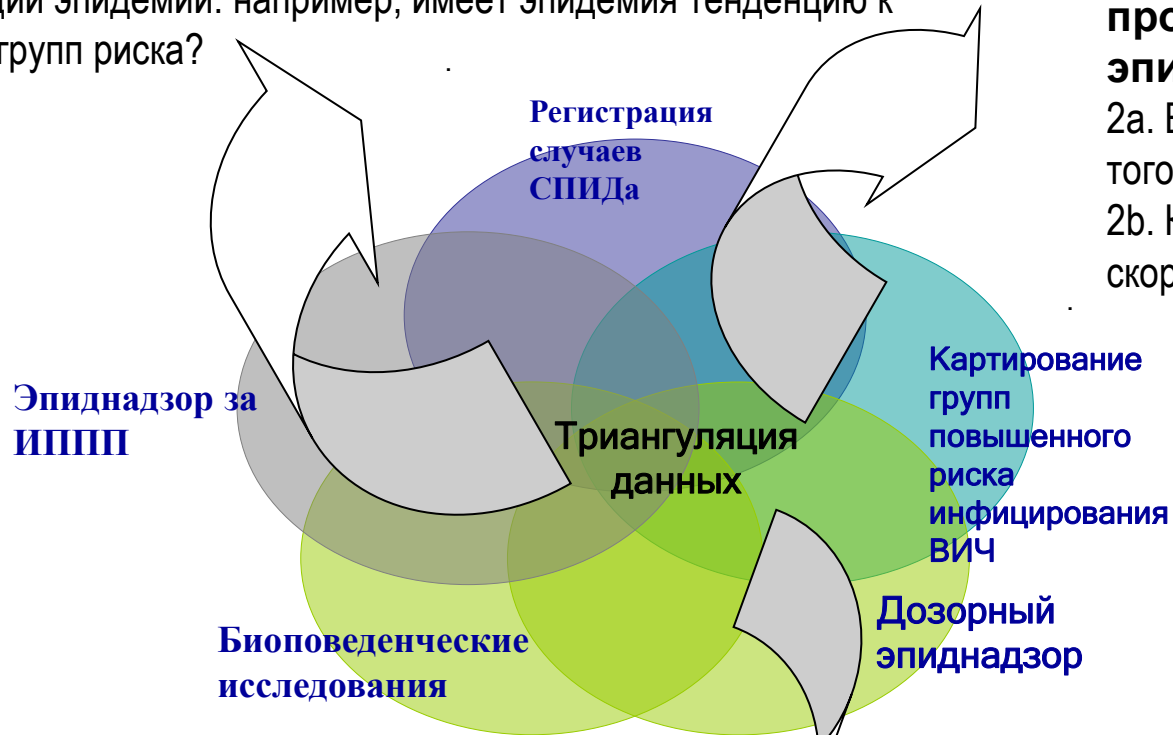 ции эпидемии: например, имеет эпидемия тенденцию к
групп риска?
про
эпи
2a. В
того
2b. К
скор
Регистрация
случаев
СПИДа
Эпиднадзор за
ИППП
Картирование
групп
повышенного
риска
инфицирования
ВИЧ
Триангуляция
данных
Дозорный
эпиднадзор
Биоповеденческие
исследования